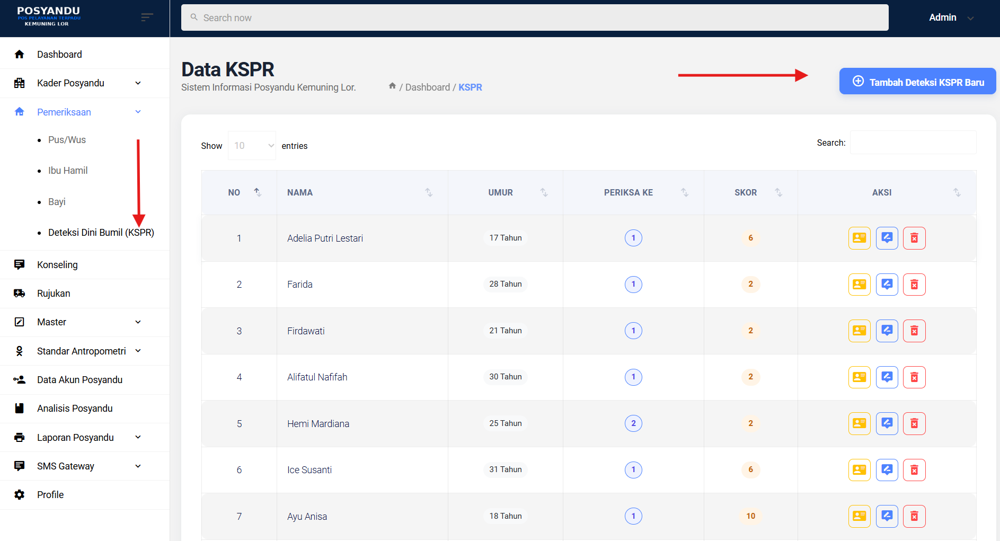 POSYANDU
POS PELAYANAN TERPADU
KEMUNING LOR
Search now
Admin
Dashboard
Kader Posyandu
Pemeriksaan
Pus/Wus
Ibu Hamil
Bayi
Deteksi Dini Bumil (KSPR)
Konseling
Rujukan
Master
Standar Antropometri
Data Akun Posyandu
Analisis Posyandu
Laporan Posyandu
SMS Gateway
Profile
Data KSPR
Sistem Informasi Posyandu Kemuning Lor.
/ Dashboard / KSPR
Tambah Deteksi KSPR Baru
Show 10 entries
Search:
NO NAMA UMUR PERIKSA KE SKOR AKSI
1 Adelia Putri Lestari 17 Tahun 1 6
2 Farida 28 Tahun 1 2
3 Firdawati 21 Tahun 1 2
4 Alifatul Nafifah 30 Tahun 1 2
5 Hemi Mardiana 25 Tahun 2 2
6 Ice Susanti 31 Tahun 1 6
7 Ayu Anisa 18 Tahun 1 10